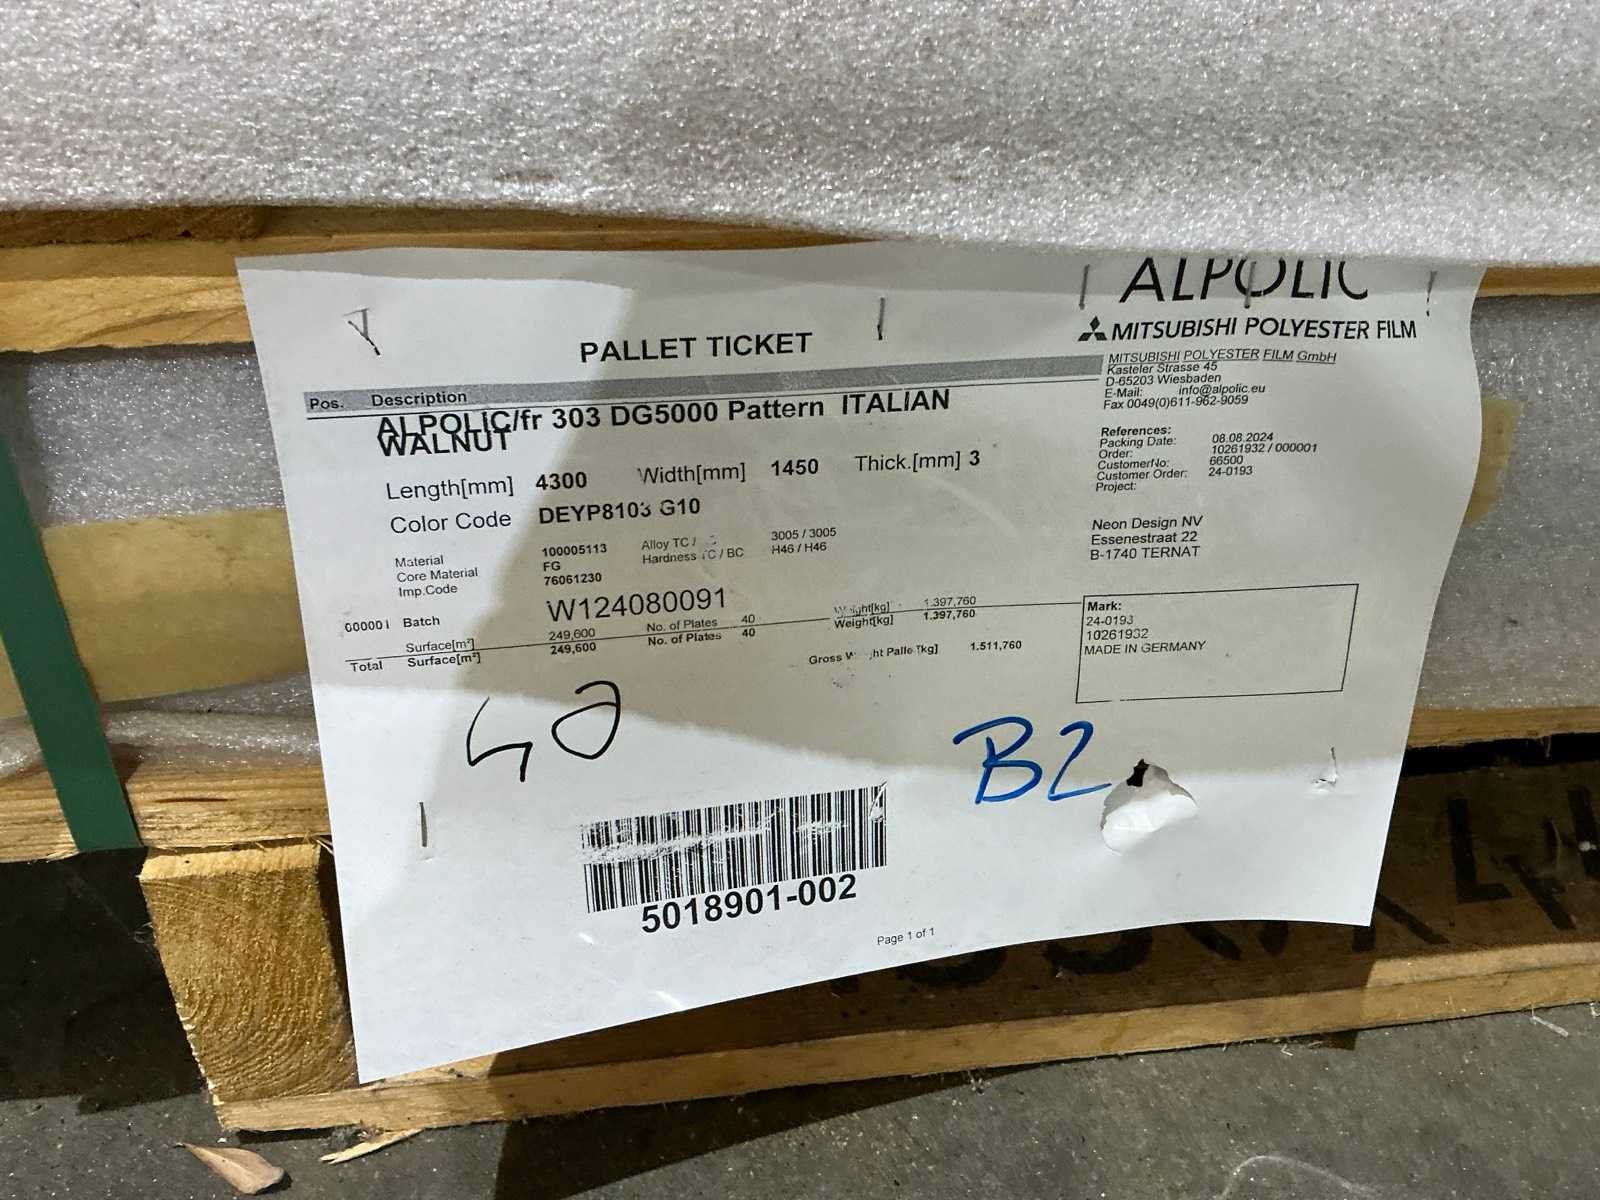 ALPOLIC
MITSUBISHI POLYESTER FILM
PALLET TICKET
MITSUBISHI POLYESTER FILM GmbH
Kasteler Strasse 45
D-65203 Wiesbaden
E-Mail: info@alpolic.eu
Fax 0049(0)611-962-9059
Pos. Description
ALPOLIC/fr 303 DG5000 Pattern ITALIAN
WALNUT
Length[mm] 4300 Width[mm] 1450 Thick.[mm] 3
Color Code DEYP8103 G10
References:
Packing Date: 08.08.2024
Order: 10261932 / 000001
CustomerNo: 66500
Customer Order: 24-0193
Project:
Neon Design NV
Essenestraat 22
B-1740 TERNAT
Material 100005113 Alloy TC / 3005 / 3005
Core Material FG Hardness TC / BC H46 / H46
Imp.Code 76061230
000001 Batch W124080091
Surface[m²] 249,600 No. of Plates 40 Weight[kg] 1.397,760
Total Surface[m²] 249,600 No. of Plates 40 Weight[kg] 1.397,760
Gross Weight Pallet[kg] 1.511,760
Mark:
24-0193
10261932
MADE IN GERMANY
B2
5018901-002
Page 1 of 1